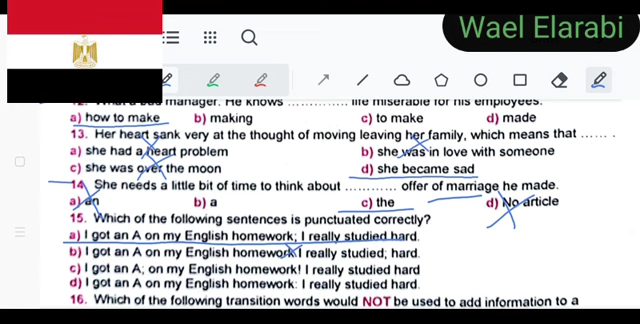 Wael Elarabi
12. What a bad manager. He knows .............. life miserable for his employees.
a) how to make b) making c) to make d) made
13. Her heart sank very at the thought of moving leaving her family, which means that ...... .
a) she had a heart problem b) she was in love with someone
c) she was over the moon d) she became sad
14. She needs a little bit of time to think about ............ offer of marriage he made.
a) an b) a c) the d) No article
15. Which of the following sentences is punctuated correctly?
a) I got an A on my English homework; I really studied hard.
b) I got an A on my English homework I really studied; hard.
c) I got an A; on my English homework! I really studied hard
d) I got an A on my English homework: I really studied hard.
16. Which of the following transition words would NOT be used to add information to a